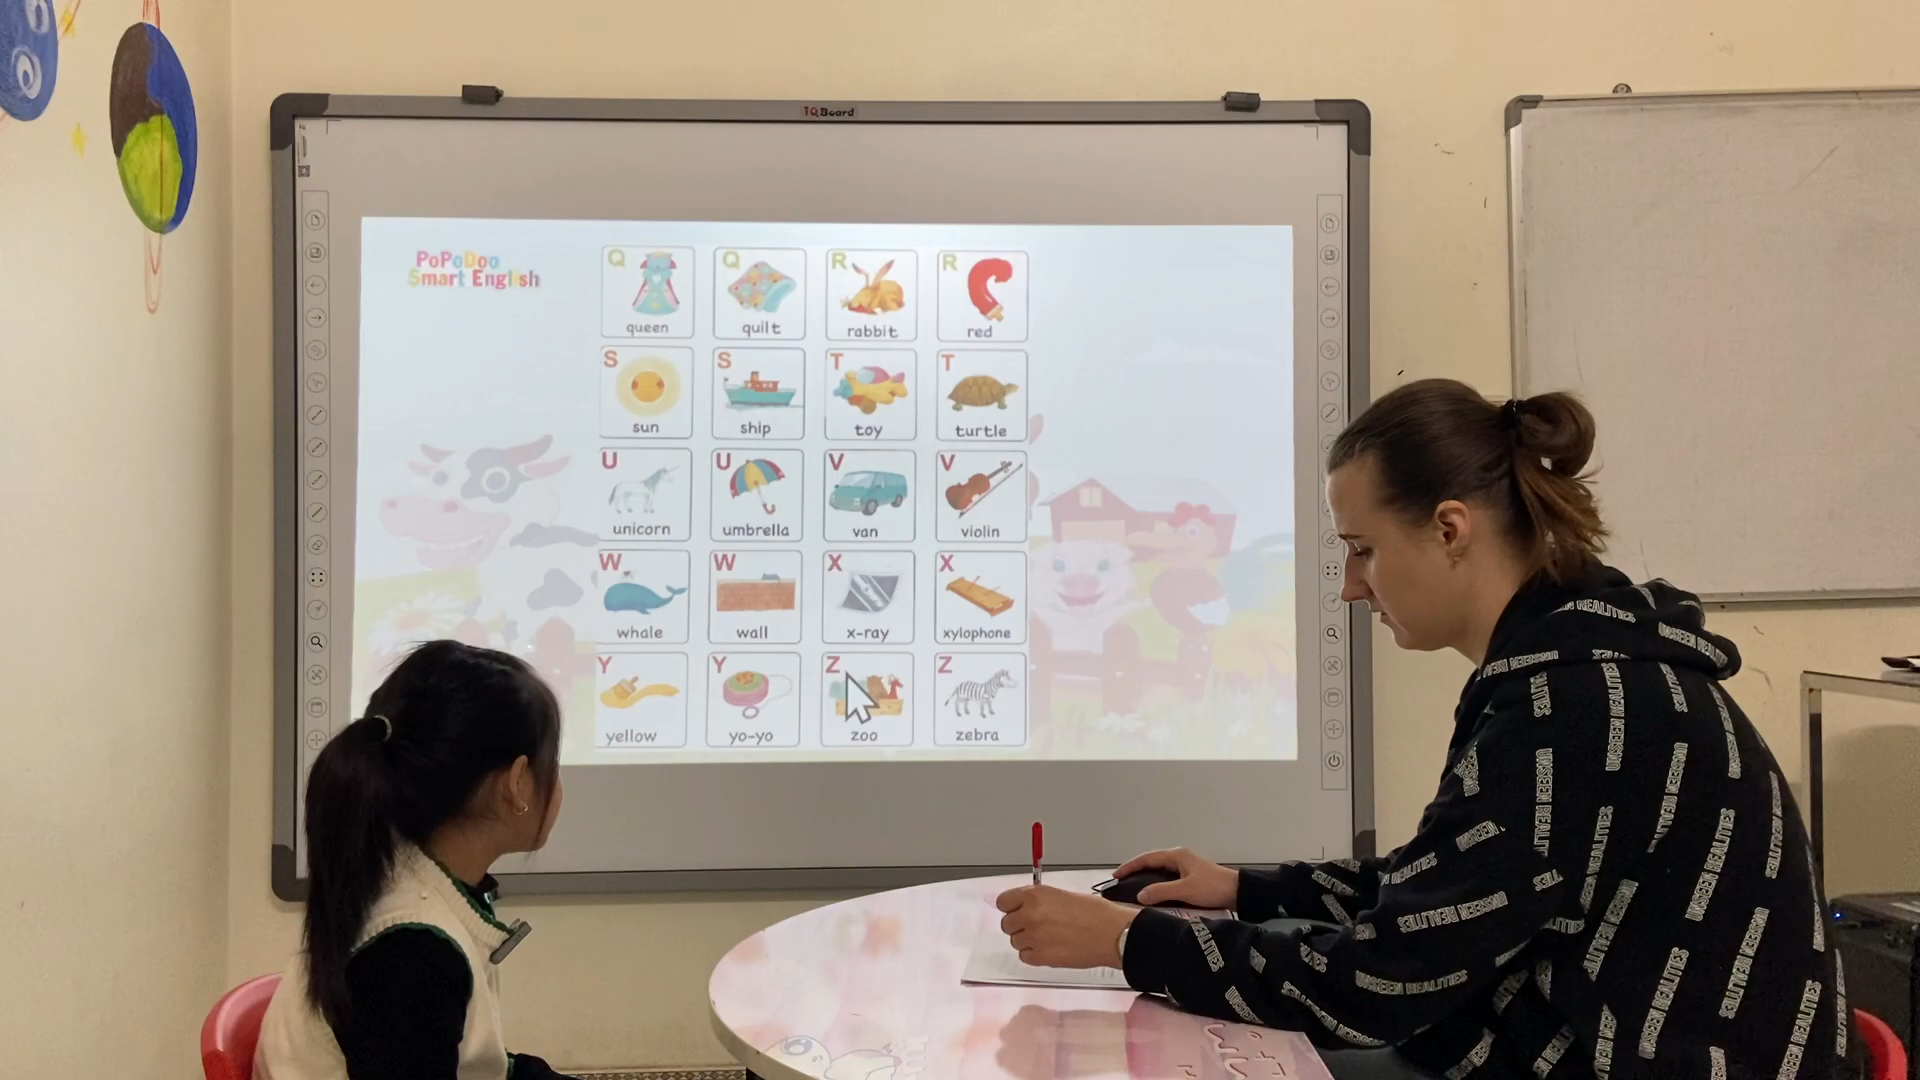 IQBoard
PoPoDoo
Smart English
Q queen
Q quilt
R rabbit
R red
S sun
S ship
T toy
T turtle
U unicorn
U umbrella
V van
V violin
W whale
W wall
X x-ray
X xylophone
Y yellow
Y yo-yo
Z zoo
Z zebra
UNSEEN REALITIES